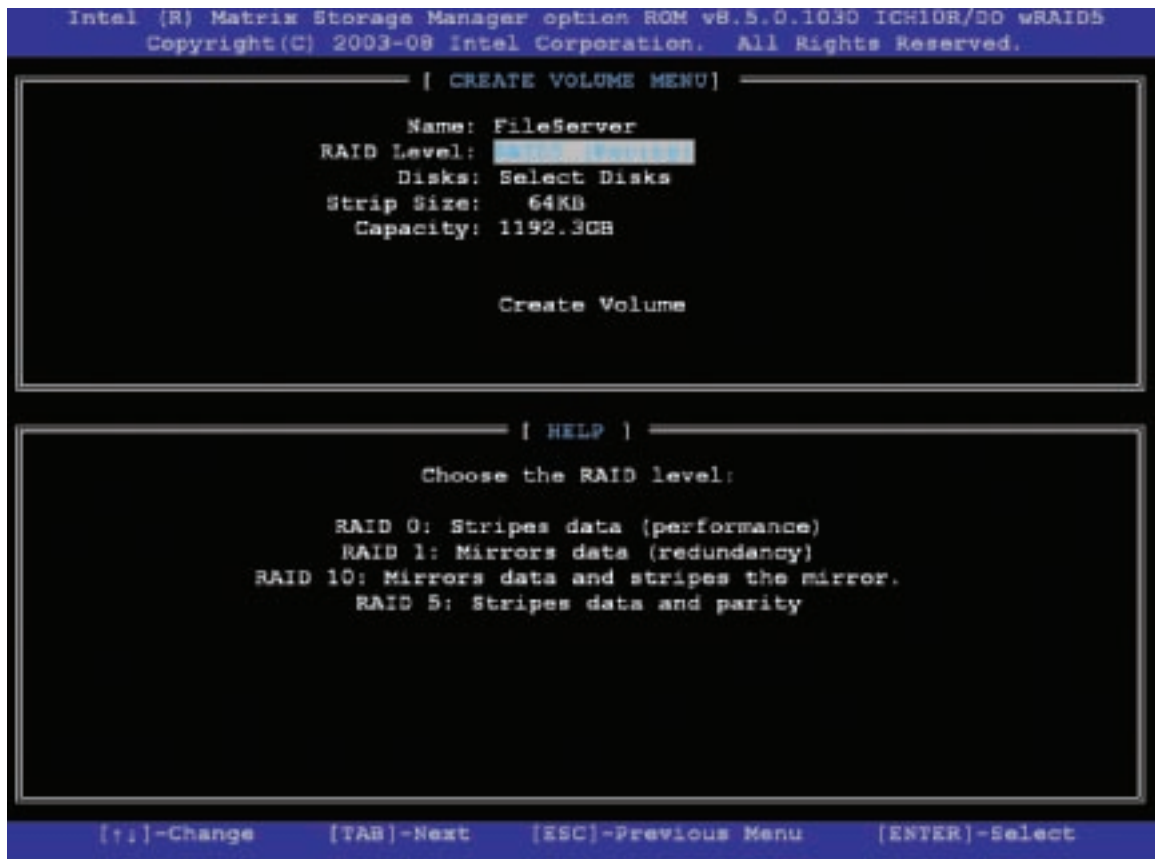 Intel (R) Matrix Storage Manager option ROM v8.5.0.1030 ICH10R/DO wRAID5
Copyright(C) 2003-08 Intel Corporation. All Rights Reserved.
[ CREATE VOLUME MENU]
Name: FileServer
RAID Level:
Disks: Select Disks
Strip Size: 64KB
Capacity: 1192.3GB
Create Volume
[ HELP ]
Choose the RAID level:
RAID 0: Stripes data (performance)
RAID 1: Mirrors data (redundancy)
RAID 10: Mirrors data and stripes the mirror.
RAID 5: Stripes data and parity
[↑↓]-Change [TAB]-Next [ESC]-Previous Menu [ENTER]-Select